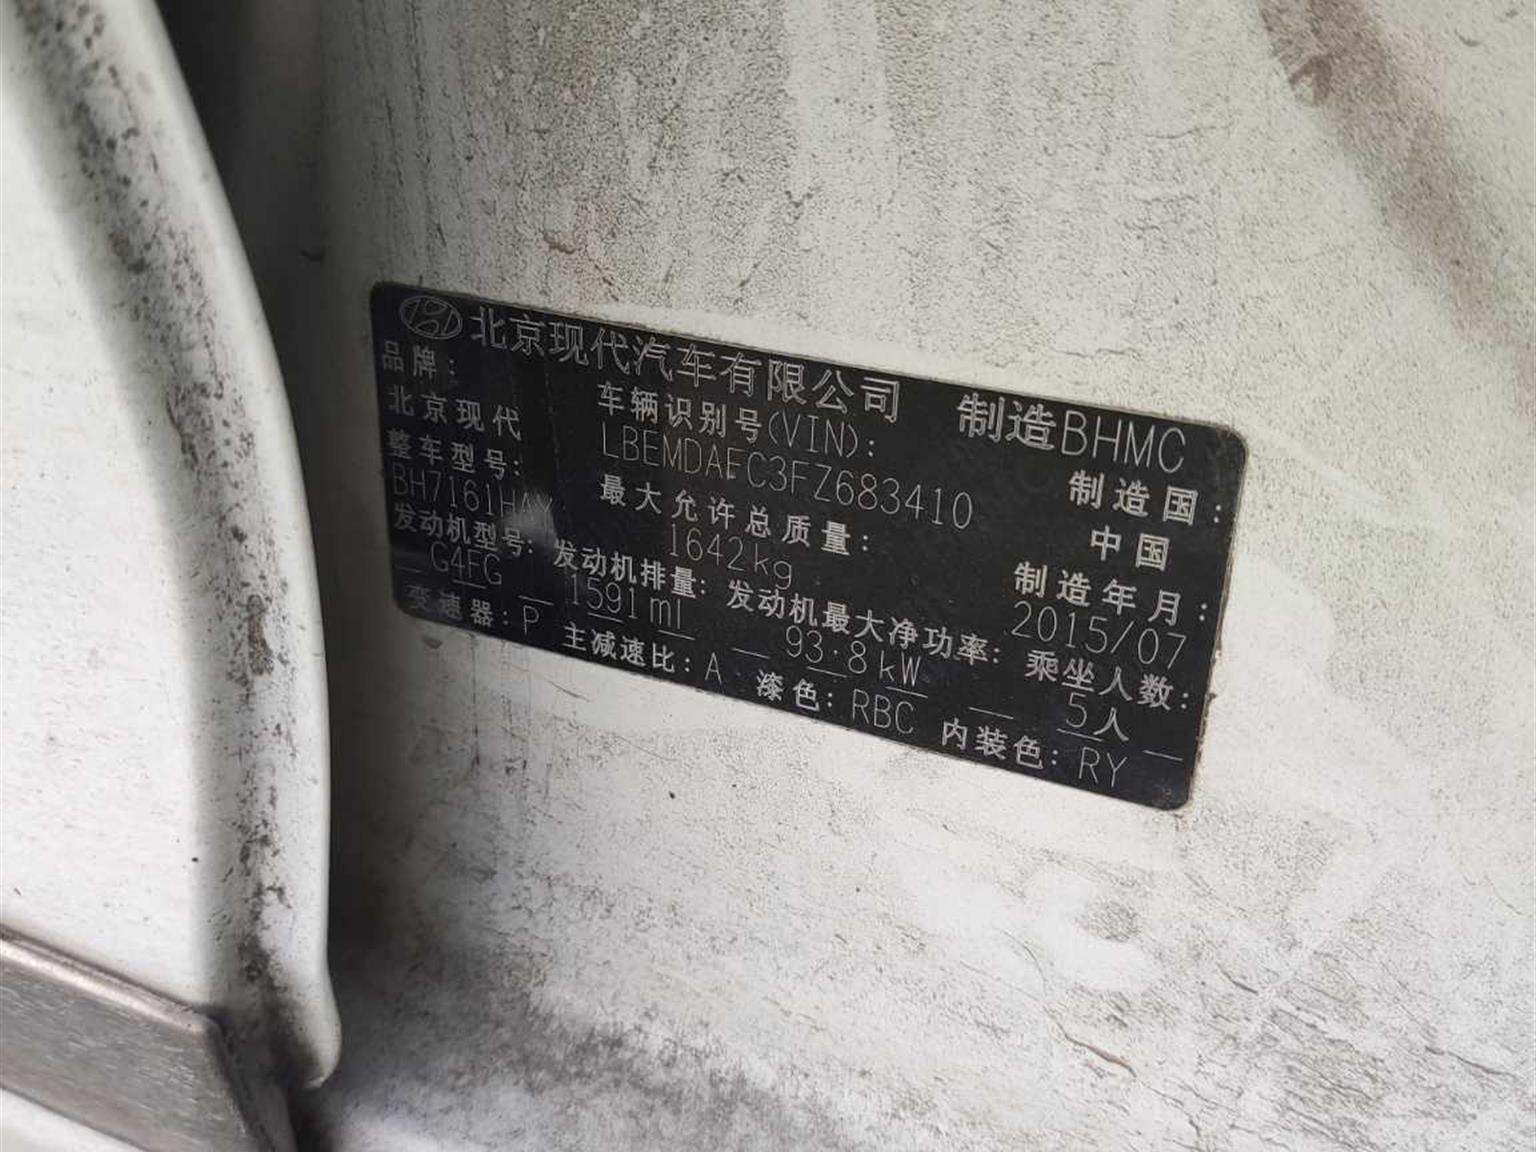 北京现代汽车有限公司 制造BHMC
品牌: 车辆识别号(VIN): 制造国:
北京现代 LBEMDAFC3FZ683410 中国
整车型号: 最大允许总质量: 制造年月:
BH7161HAY 1642kg 2015/07
发动机型号: 发动机排量: 发动机最大净功率: 乘坐人数:
G4FG 1591ml 93.8kW 5人
变速器: P 主减速比: A 漆色: RBC 内装色: RY